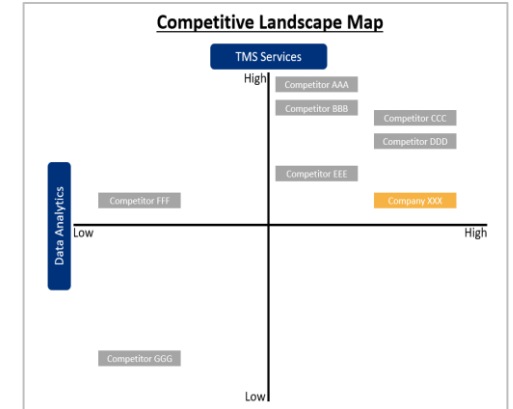 Competitive Landscape Map
TMS Services
High
Competitor AAA
Competitor BBB
Competitor CCC
Competitor DDD
Competitor EEE
Competitor FFF
Company XXX
Data Analytics
Low
High
Competitor GGG
Low